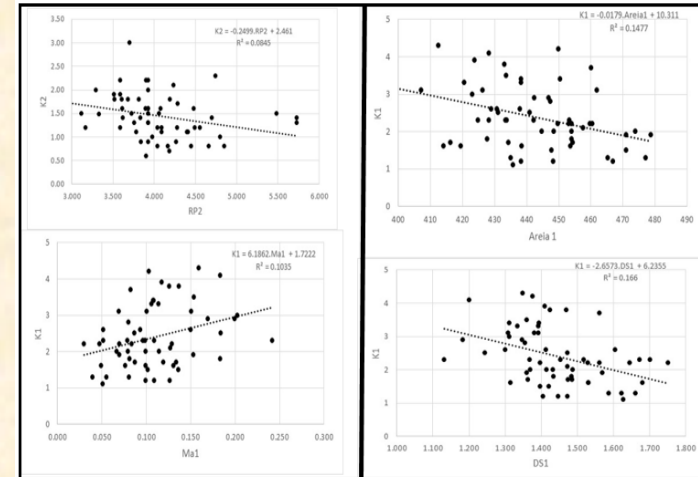 K2 = -0.2499.RP2 + 2.461
R² = 0.0845
3.50
3.00
2.50
2.00
1.50
1.00
0.50
0.00
K2
3.000 3.500 4.000 4.500 5.000 5.500 6.000
RP2
K1 = -0.0179.Areia1 + 10.311
R² = 0.1477
5
4
3
2
1
0
K1
400 410 420 430 440 450 460 470 480 490
Areia 1
K1 = 6.1862.Ma1 + 1.7222
R² = 0.1035
5
4
3
2
1
0
K1
0.000 0.050 0.100 0.150 0.200 0.250 0.300
Ma1
K1 = -2.6573.DS1 + 6.2355
R² = 0.166
5
4
3
2
1
0
K1
1.000 1.100 1.200 1.300 1.400 1.500 1.600 1.700 1.800
DS1